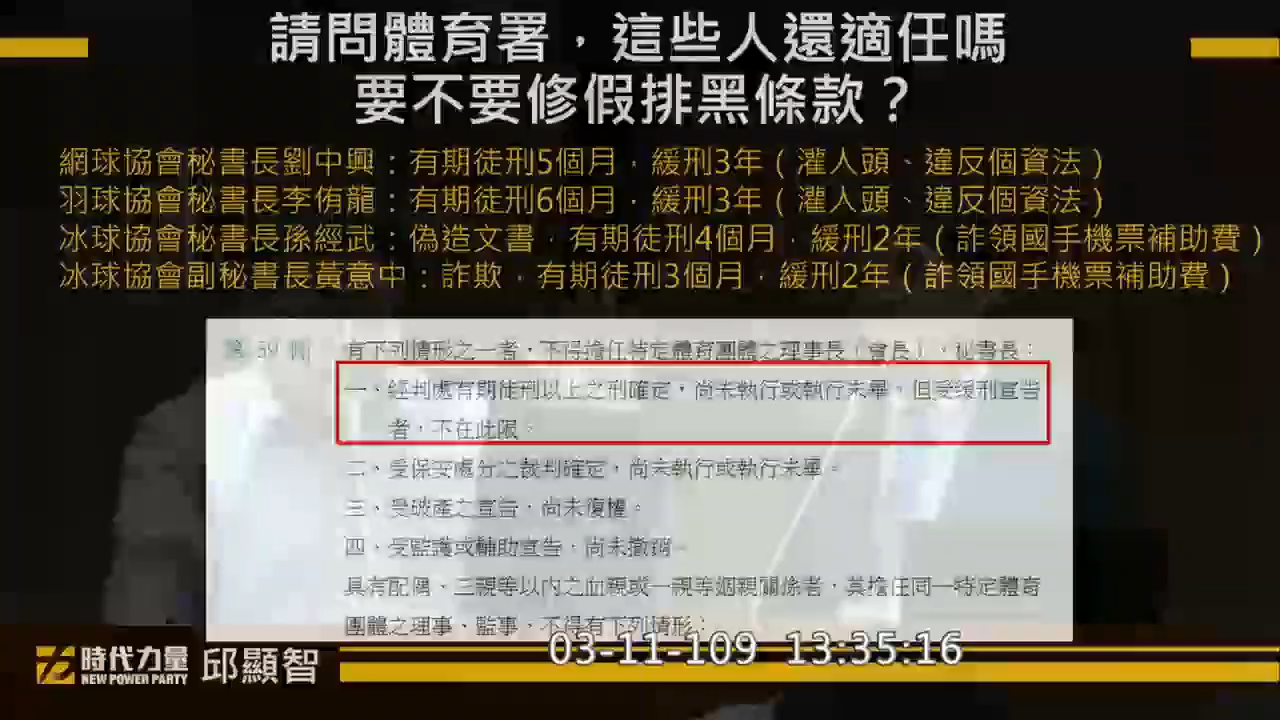 請問體育署，這些人還適任嗎
要不要修假排黑條款？
網球協會秘書長劉中興：有期徒刑5個月，緩刑3年（灌人頭、違反個資法）
羽球協會秘書長李侑龍：有期徒刑6個月，緩刑3年（灌人頭、違反個資法）
冰球協會秘書長孫經武：偽造文書，有期徒刑4個月，緩刑2年（詐領國手機票補助費）
冰球協會副秘書長黃意中：詐欺，有期徒刑3個月，緩刑2年（詐領國手機票補助費）
第 39 條 有下列情形之一者，不得擔任特定體育團體之理事長（會長）、秘書長：
一、經判處有期徒刑以上之刑確定，尚未執行或執行未畢。但受緩刑宣告
者，不在此限。
二、受保安處分之裁判確定，尚未執行或執行未畢。
三、受破產之宣告，尚未復權。
四、受監護或輔助宣告，尚未撤銷。
具有配偶、三親等以內之血親或一親等姻親關係者，其擔任同一特定體育
團體之理事、監事，不得有下列情形：
03-11-109 13:35:16
時代力量 邱顯智
NEW POWER PARTY